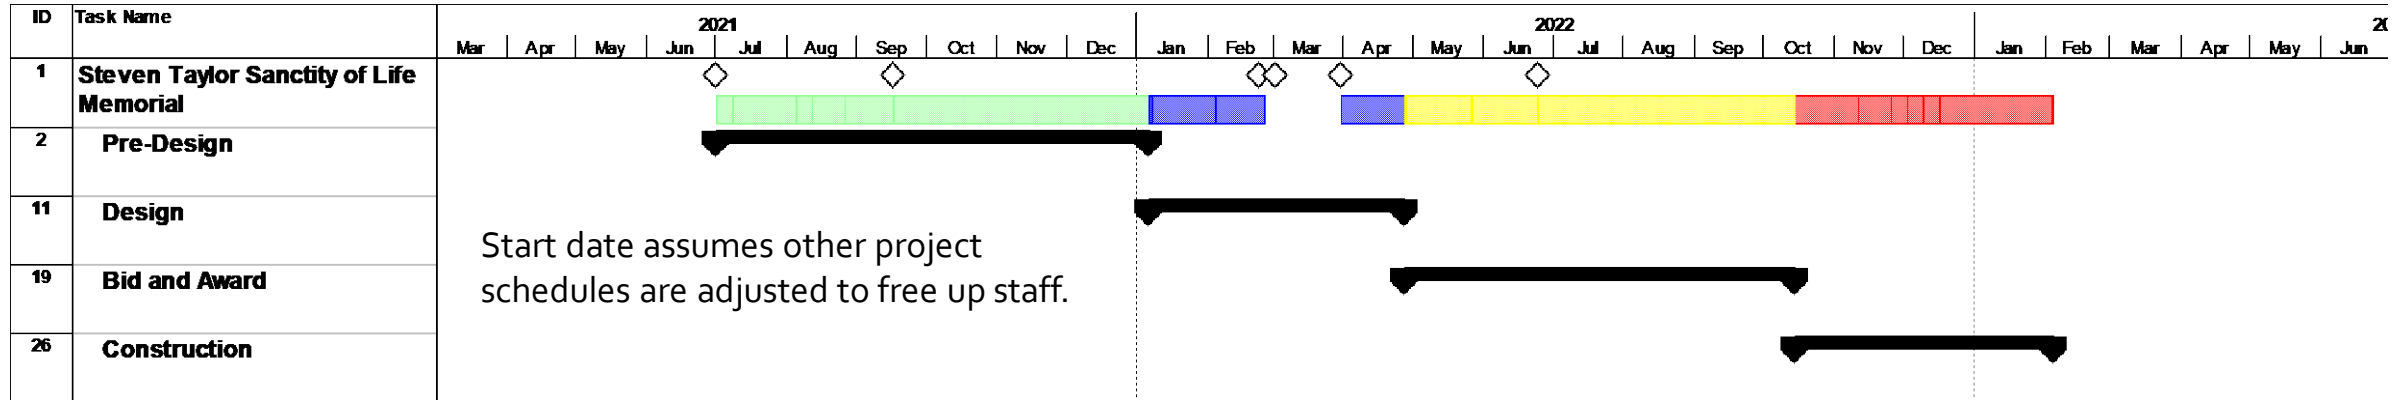 ID Task Name 2021 2022 20
Mar Apr May Jun Jul Aug Sep Oct Nov Dec Jan Feb Mar Apr May Jun Jul Aug Sep Oct Nov Dec Jan Feb Mar Apr May Jun
1 Steven Taylor Sanctity of Life
Memorial
2 Pre-Design
11 Design
Start date assumes other project
schedules are adjusted to free up staff.
19 Bid and Award
26 Construction